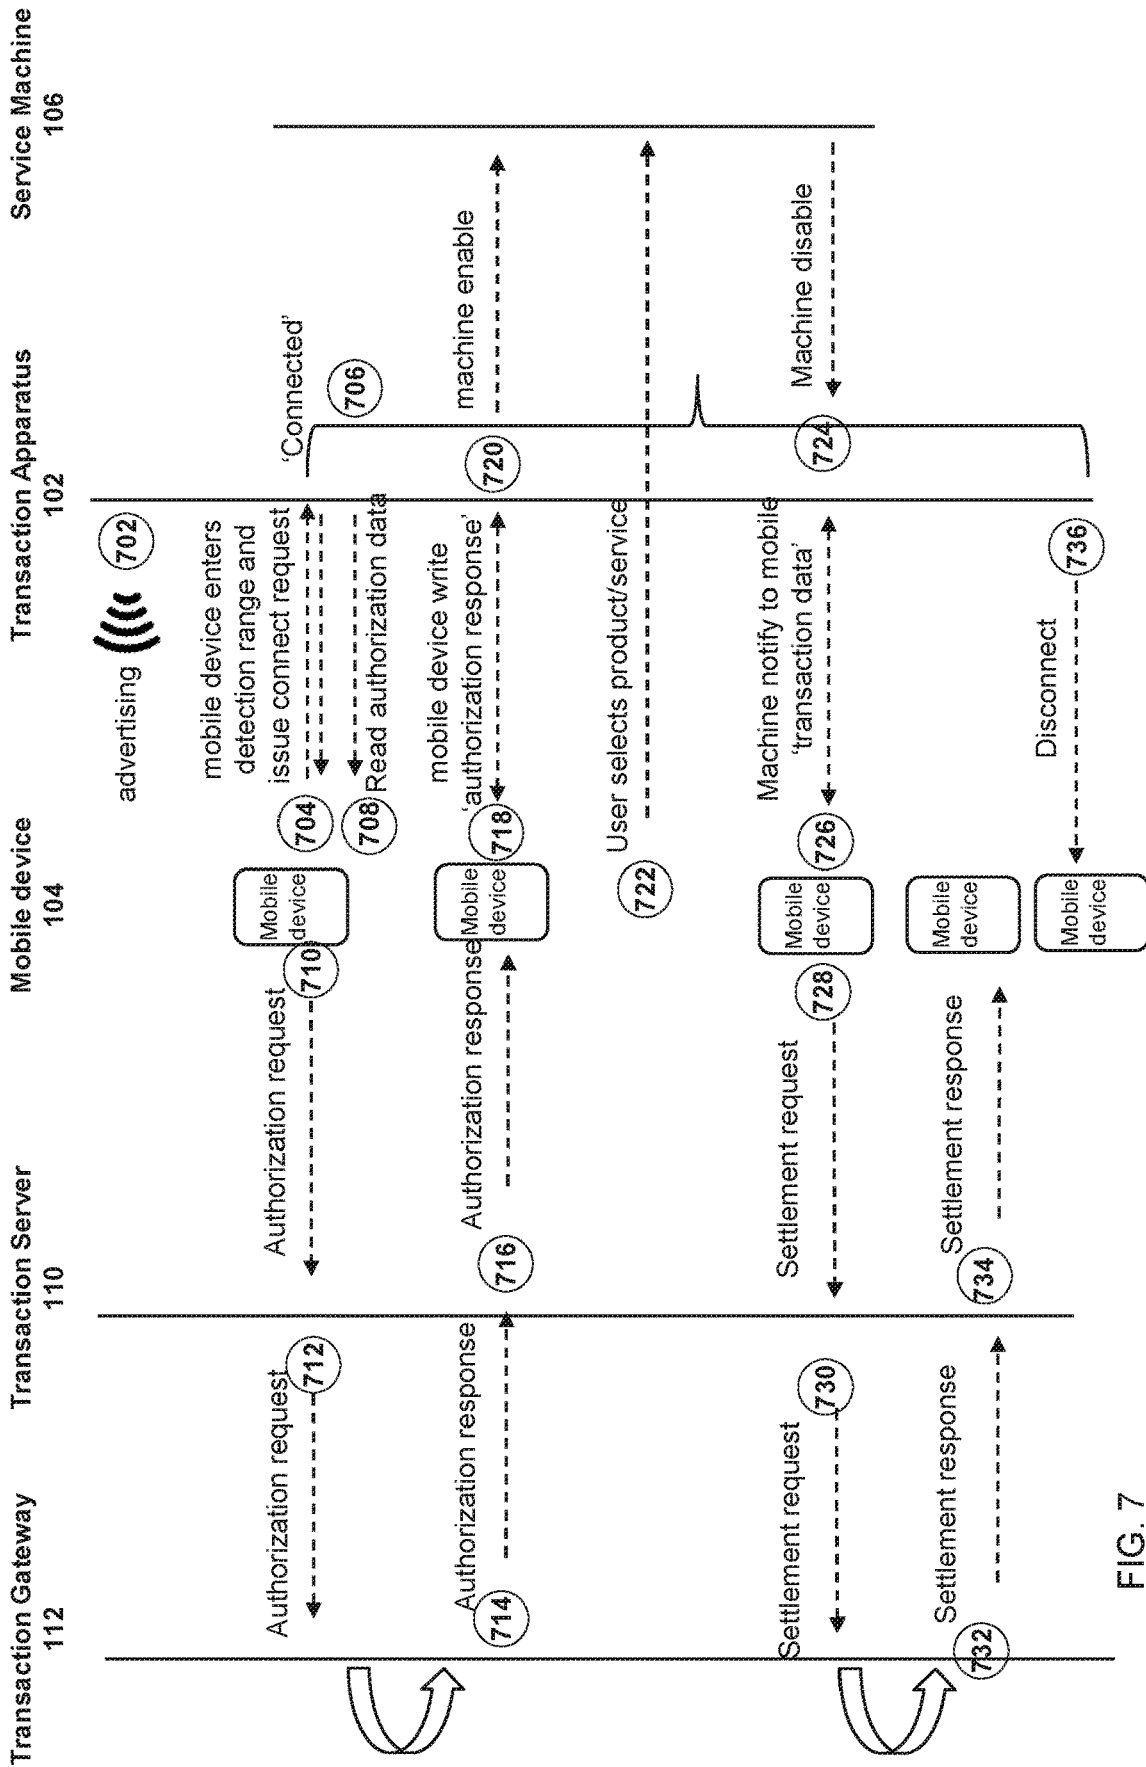 Transaction Gateway
112
Transaction Server
110
Mobile device
104
Transaction Apparatus
102
Service Machine
106
advertising
702
mobile device enters
detection range and
issue connect request
704
'Connected'
706
708
Read authorization data
Mobile
device
710
Authorization request
712
Authorization request
714
Authorization response
716
Authorization response
Mobile
device
718
mobile device write
'authorization response'
720
machine enable
722
User selects product/service
724
Machine disable
Machine notify to mobile
'transaction data'
726
Mobile
device
728
Settlement request
730
Settlement request
732
Settlement response
734
Settlement response
Mobile
device
736
Disconnect
Mobile
device
FIG. 7